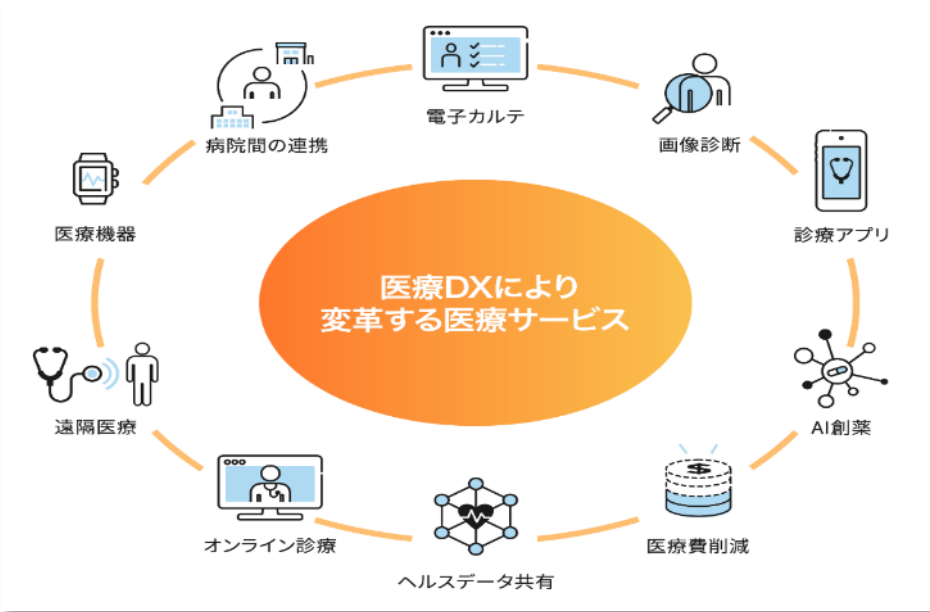 電子カルテ
画像診断
診療アプリ
AI創薬
医療費削減
ヘルスデータ共有
オンライン診療
遠隔医療
医療機器
病院間の連携
医療DXにより
変革する医療サービス
$